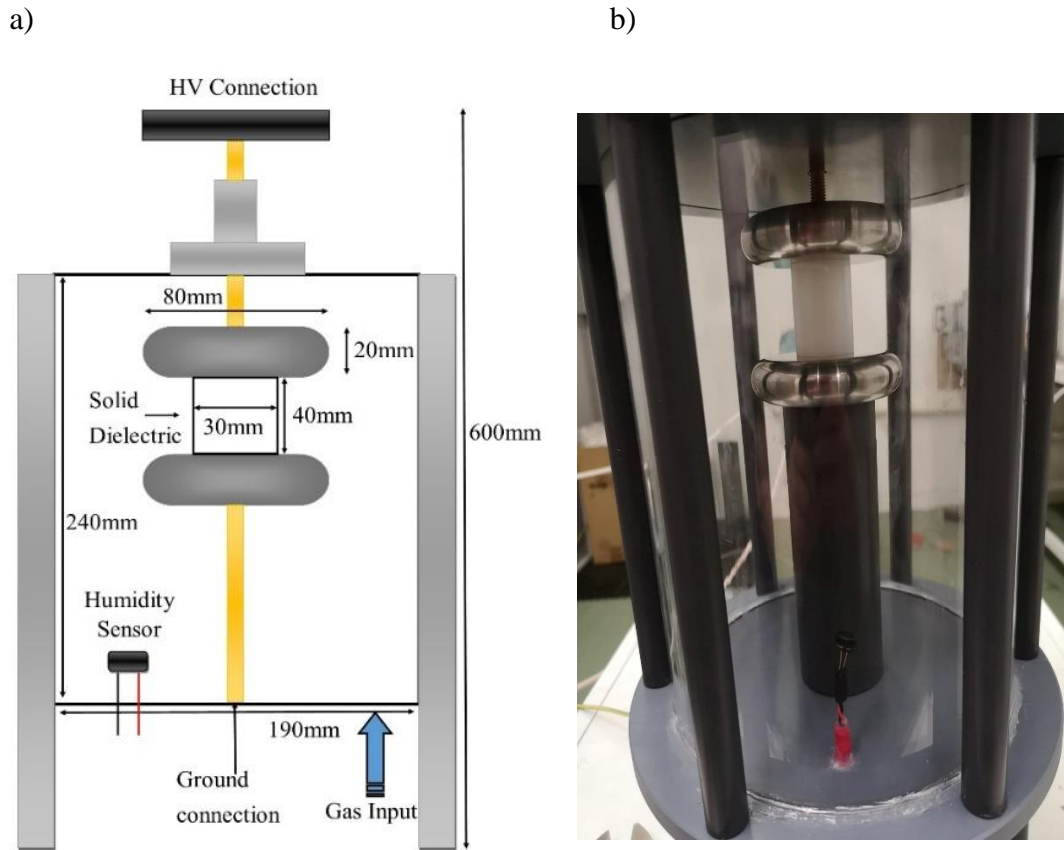 a)
b)
HV Connection
80mm
20mm
Solid
Dielectric
30mm
40mm
600mm
240mm
Humidity
Sensor
190mm
Ground
connection
Gas Input